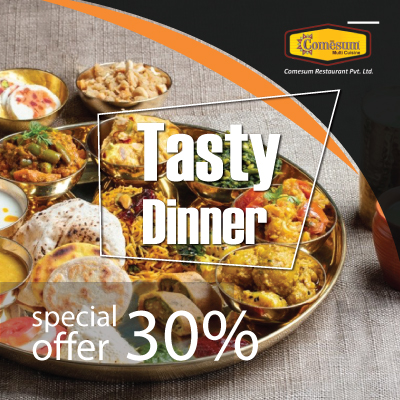 Comesum
Multi Cuisine
Comesum Restaurant Pvt. Ltd.
Tasty
Dinner
special
offer 30%